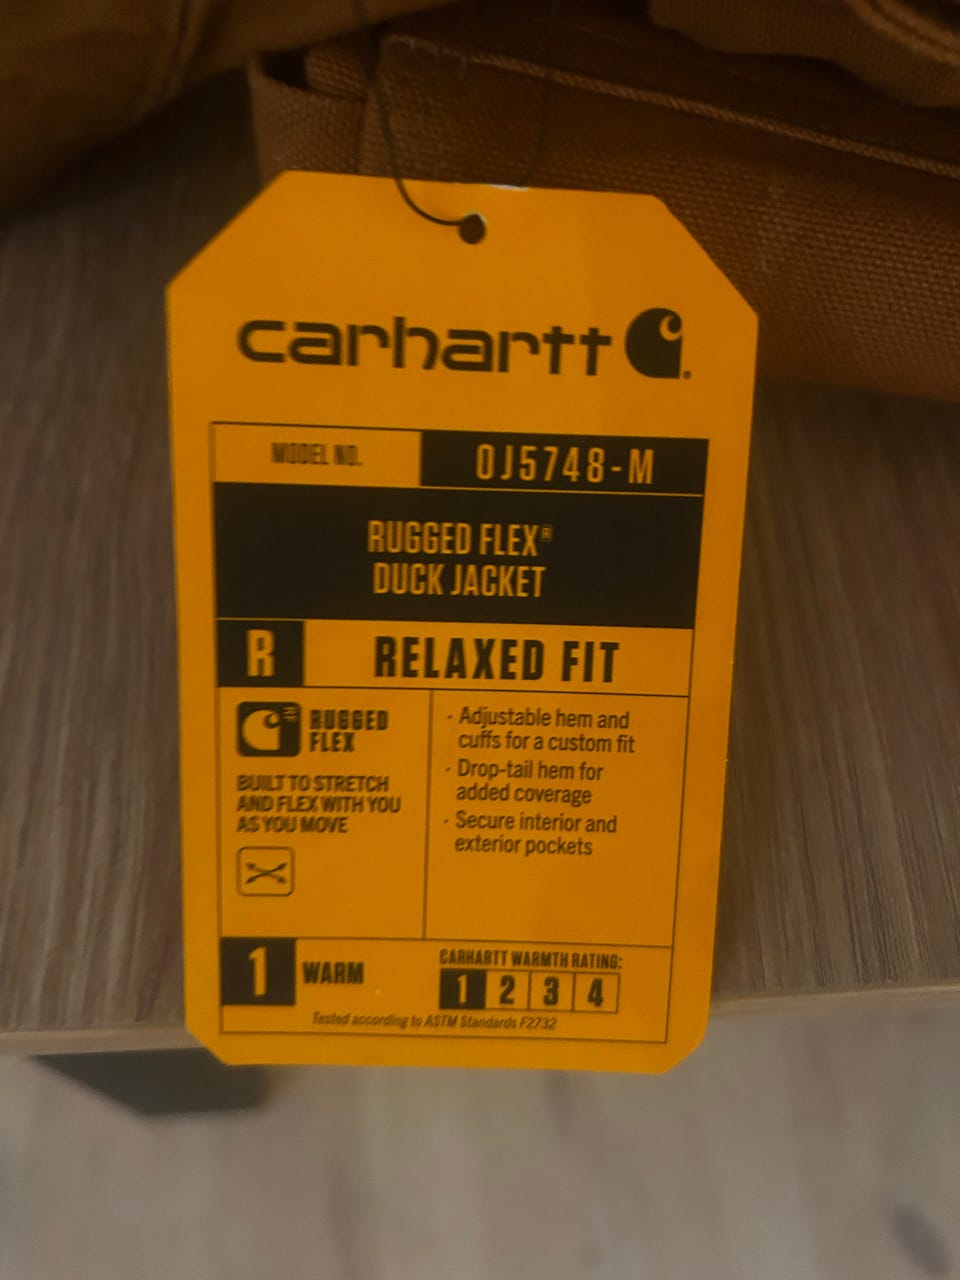 carhartt
MODEL NO.
0J5748-M
RUGGED FLEX®
DUCK JACKET
R
RELAXED FIT
RF
RUGGED
FLEX
BUILT TO STRETCH
AND FLEX WITH YOU
AS YOU MOVE
· Adjustable hem and
cuffs for a custom fit
· Drop-tail hem for
added coverage
· Secure interior and
exterior pockets
1 WARM
CARHARTT WARMTH RATING:
1 2 3 4
Tested according to ASTM Standards F2732